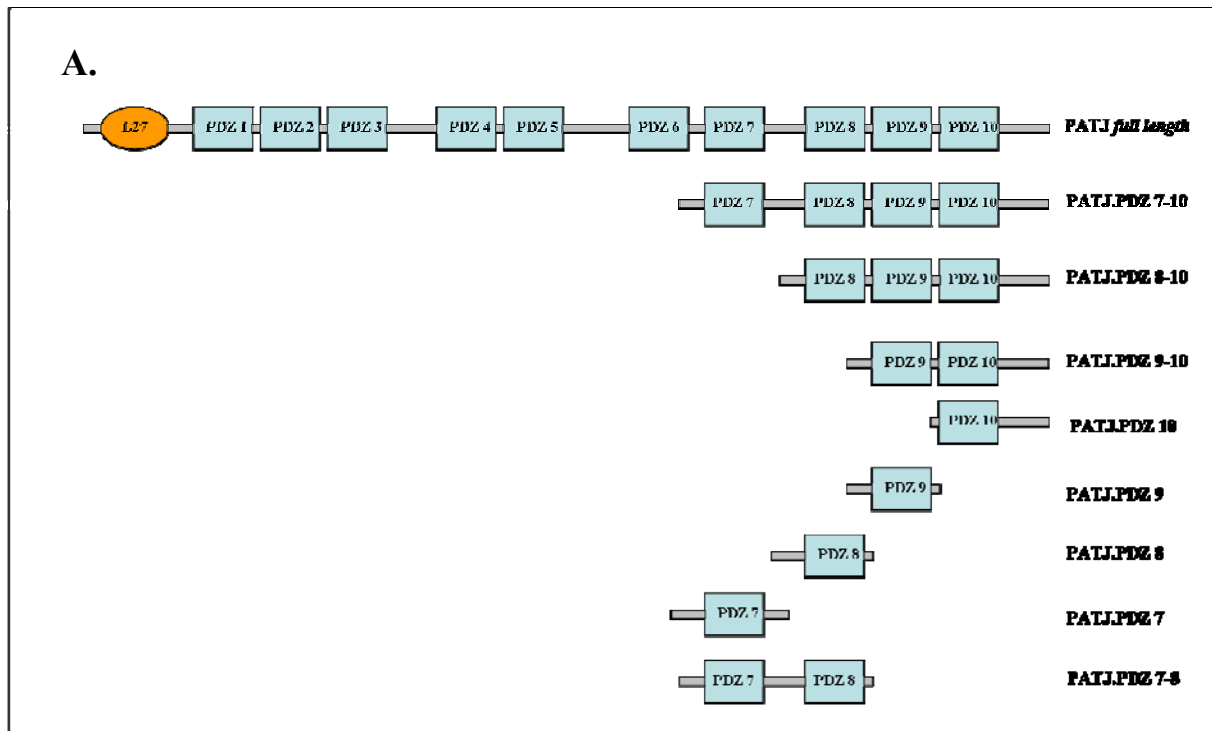 A.
L27 PDZ 1 PDZ 2 PDZ 3 PDZ 4 PDZ 5 PDZ 6 PDZ 7 PDZ 8 PDZ 9 PDZ 10 PATJ full length
PDZ 7 PDZ 8 PDZ 9 PDZ 10 PATJ.PDZ 7-10
PDZ 8 PDZ 9 PDZ 10 PATJ.PDZ 8-10
PDZ 9 PDZ 10 PATJ.PDZ 9-10
PDZ 10 PATJ.PDZ 10
PDZ 9 PATJ.PDZ 9
PDZ 8 PATJ.PDZ 8
PDZ 7 PATJ.PDZ 7
PDZ 7 PDZ 8 PATJ.PDZ 7-8